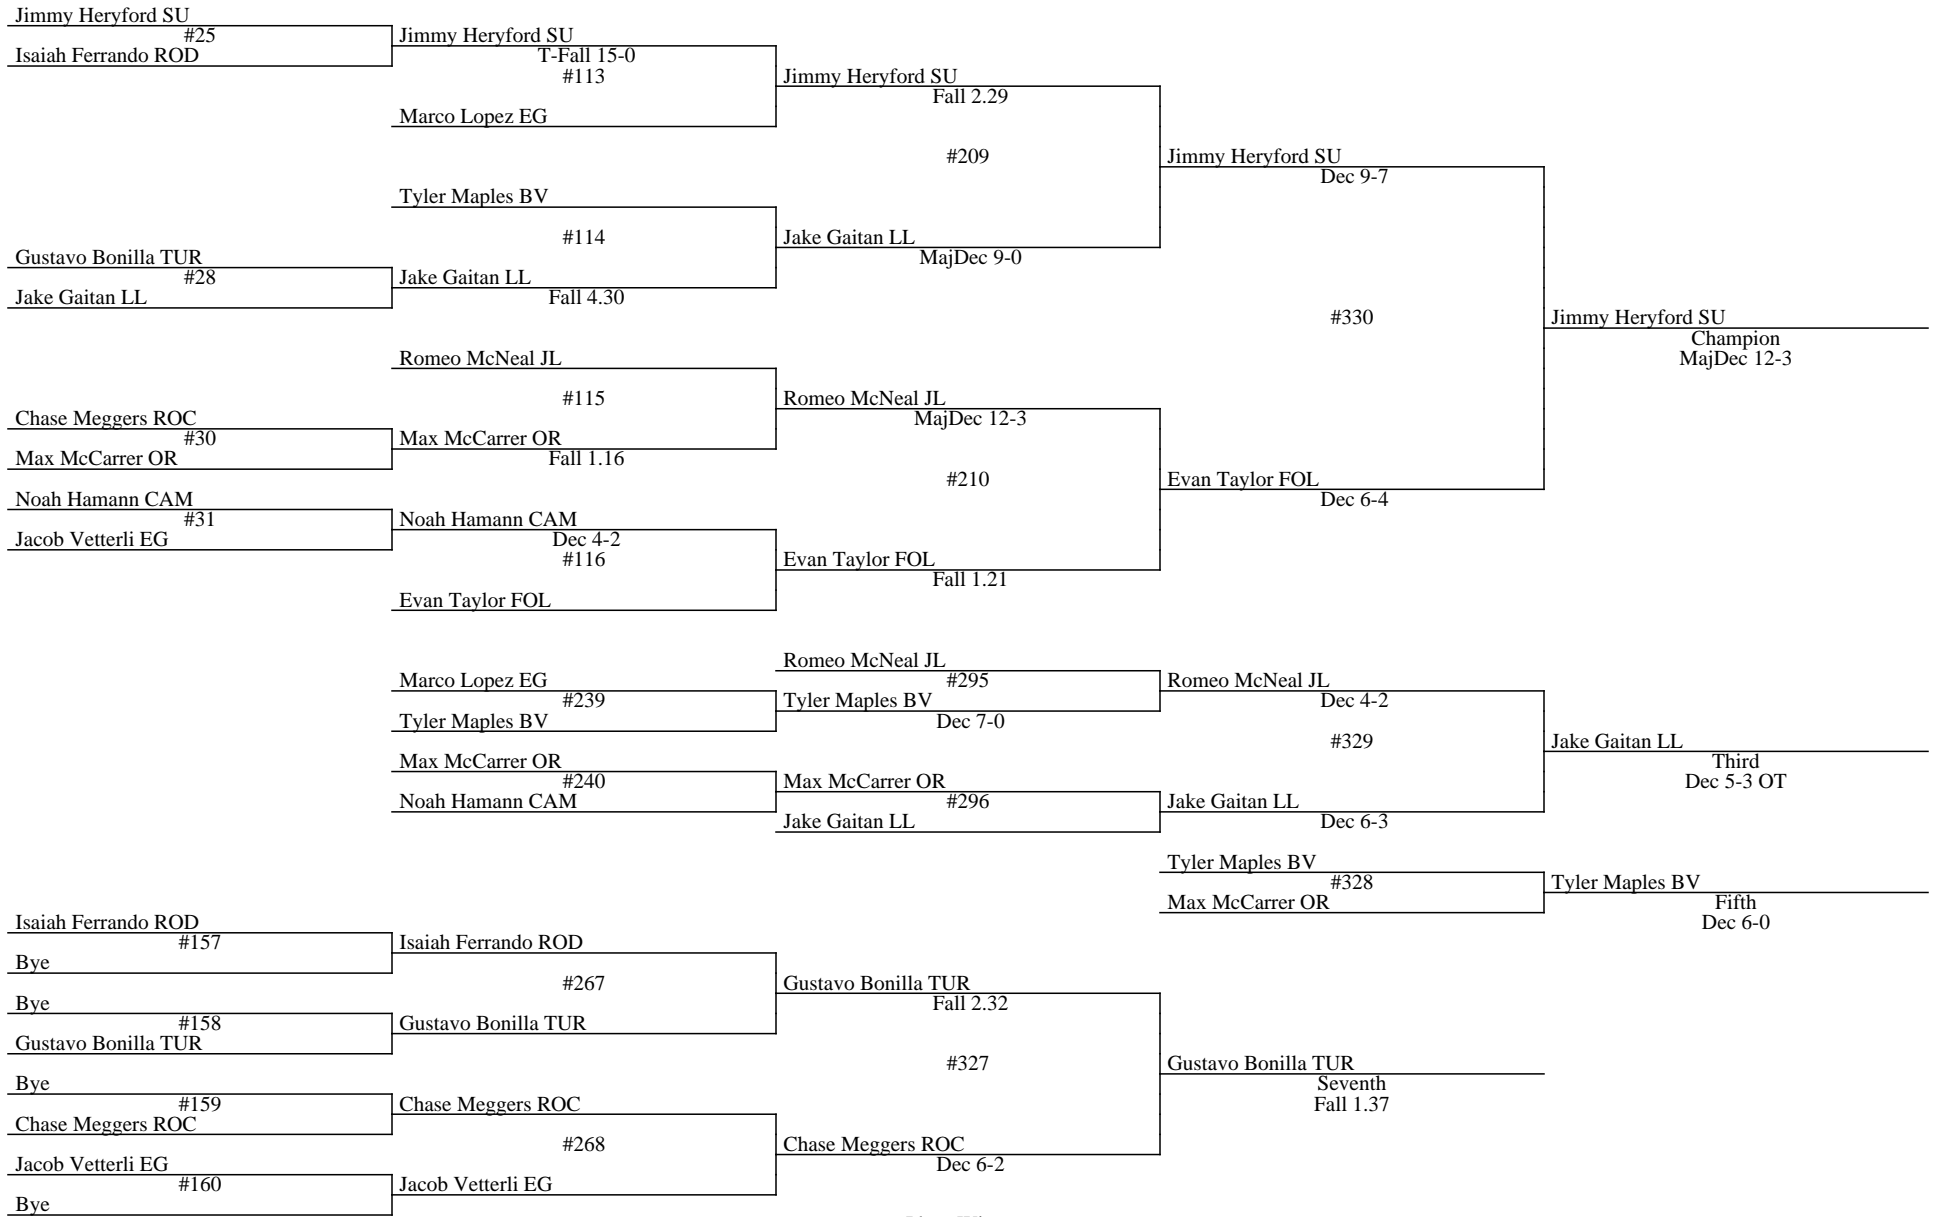 Jimmy Heryford SU
#25
Isaiah Ferrando ROD
Jimmy Heryford SU
T-Fall 15-0
#113
Marco Lopez EG
Jimmy Heryford SU
Fall 2.29
#209
Tyler Maples BV
#114
Gustavo Bonilla TUR
#28
Jake Gaitan LL
Jake Gaitan LL
Fall 4.30
Jake Gaitan LL
MajDec 9-0
Jimmy Heryford SU
Dec 9-7
#330
Jimmy Heryford SU
Champion
MajDec 12-3
Romeo McNeal JL
#115
Chase Meggers ROC
#30
Max McCarrer OR
Max McCarrer OR
Fall 1.16
Romeo McNeal JL
MajDec 12-3
#210
Noah Hamann CAM
#31
Jacob Vetterli EG
Noah Hamann CAM
Dec 4-2
#116
Evan Taylor FOL
Evan Taylor FOL
Fall 1.21
Evan Taylor FOL
Dec 6-4
Marco Lopez EG
#239
Tyler Maples BV
Romeo McNeal JL
#295
Tyler Maples BV
Dec 7-0
Romeo McNeal JL
Dec 4-2
#329
Max McCarrer OR
#240
Noah Hamann CAM
Max McCarrer OR
#296
Jake Gaitan LL
Jake Gaitan LL
Dec 6-3
Jake Gaitan LL
Third
Dec 5-3 OT
Tyler Maples BV
#328
Max McCarrer OR
Tyler Maples BV
Fifth
Dec 6-0
Isaiah Ferrando ROD
#157
Bye
Isaiah Ferrando ROD
#267
Bye
#158
Gustavo Bonilla TUR
Gustavo Bonilla TUR
Gustavo Bonilla TUR
Fall 2.32
#327
Bye
#159
Chase Meggers ROC
Chase Meggers ROC
#268
Jacob Vetterli EG
#160
Bye
Jacob Vetterli EG
Chase Meggers ROC
Dec 6-2
Gustavo Bonilla TUR
Seventh
Fall 1.37